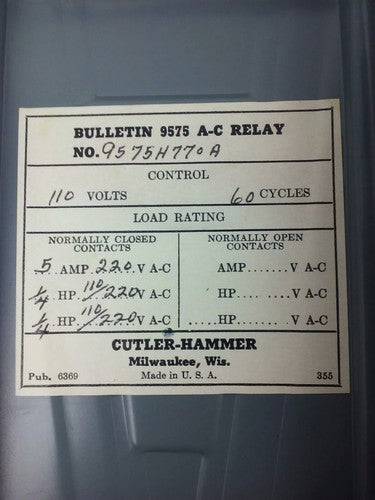 BULLETIN 9575 A-C RELAY
NO. 9575H770A
CONTROL
110 VOLTS 60 CYCLES
LOAD RATING
NORMALLY CLOSED CONTACTS
5 AMP. 220.V A-C
1/4 HP. 110/220V A-C
1/4 HP. 110/220.V A-C
NORMALLY OPEN CONTACTS
AMP.......V A-C
HP.... ....V A-C
.....HP........V A-C
CUTLER-HAMMER
Milwaukee, Wis.
Pub. 6369 Made in U. S. A. 355